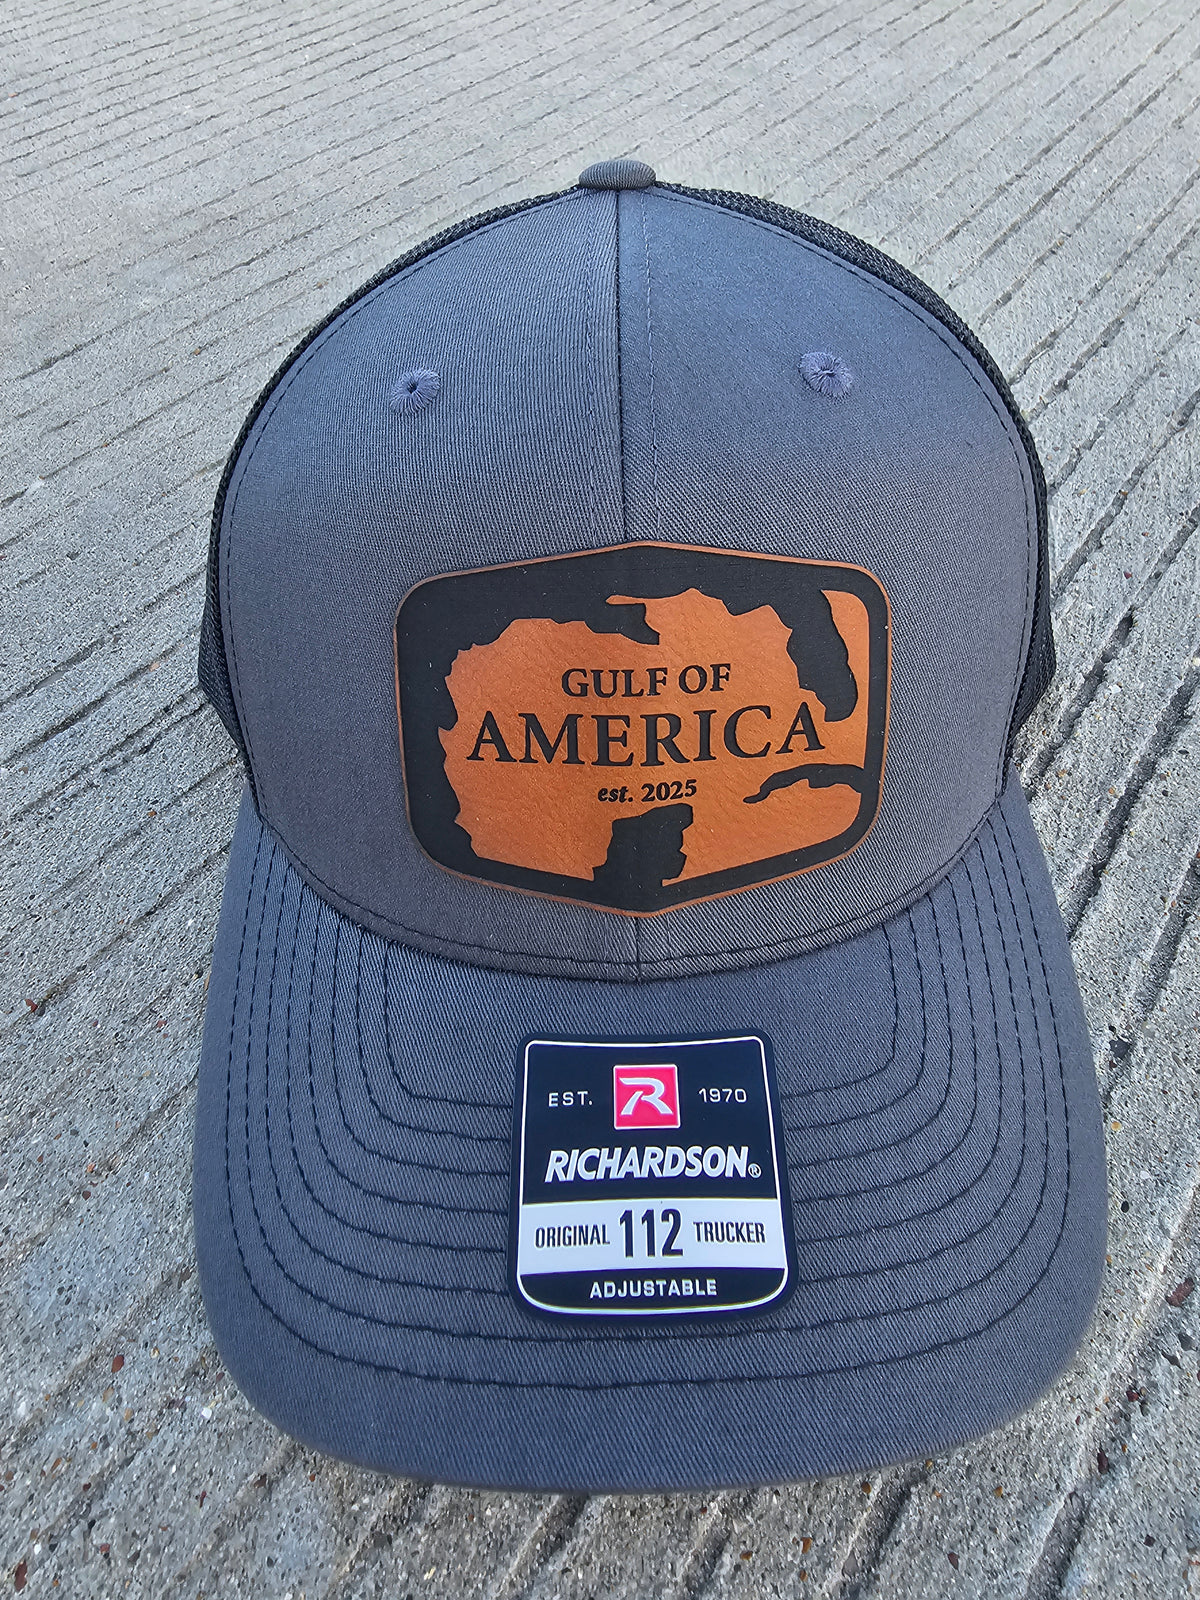 GULF OF
AMERICA
est. 2025
EST. R 1970
RICHARDSON®
ORIGINAL 112 TRUCKER
ADJUSTABLE